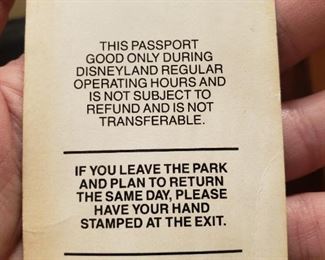 THIS PASSPORT
GOOD ONLY DURING
DISNEYLAND REGULAR
OPERATING HOURS AND
IS NOT SUBJECT TO
REFUND AND IS NOT
TRANSFERABLE.
IF YOU LEAVE THE PARK
AND PLAN TO RETURN
THE SAME DAY, PLEASE
HAVE YOUR HAND
STAMPED AT THE EXIT.